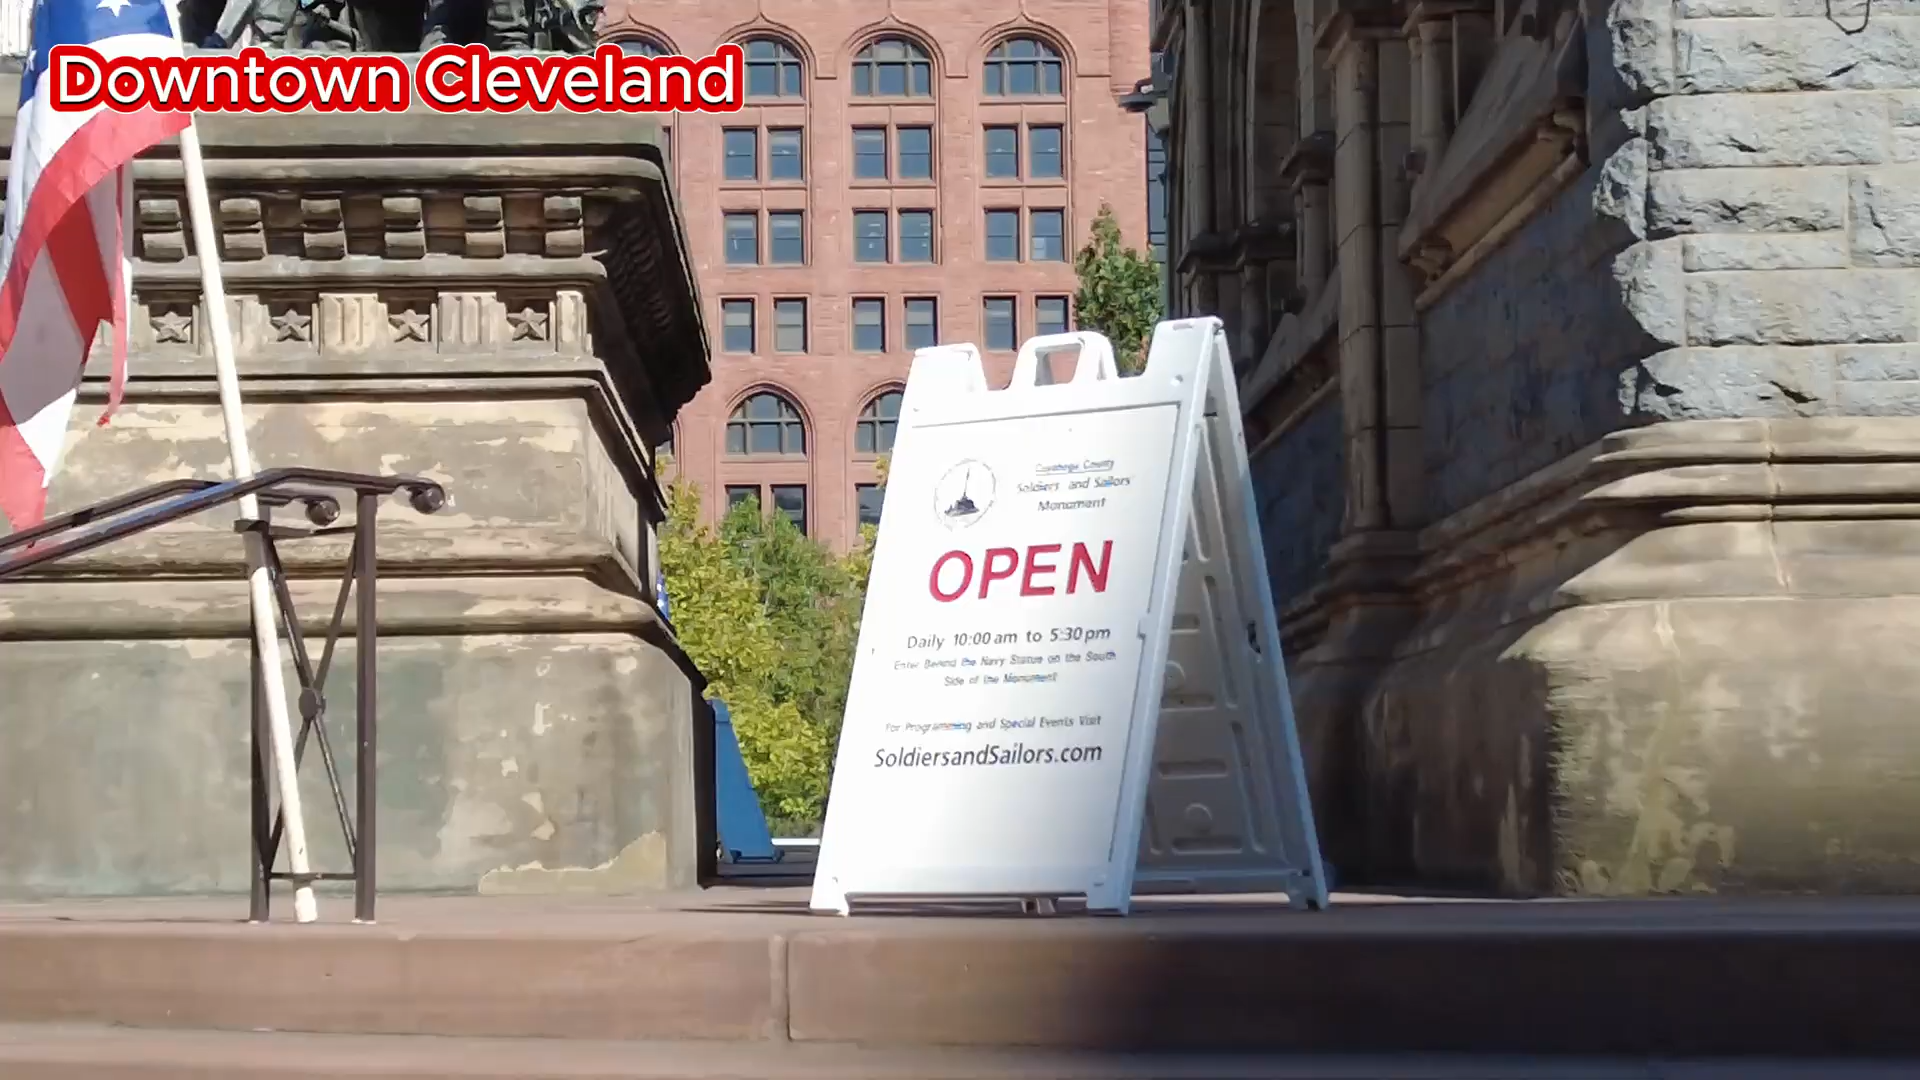 Downtown Cleveland
Cuyahoga County
Soldiers' and Sailors'
Monument
OPEN
Daily 10:00 am to 5:30 pm
Enter Behind the Navy Statue on the South
Side of the Monument
For Programming and Special Events Visit
SoldiersandSailors.com